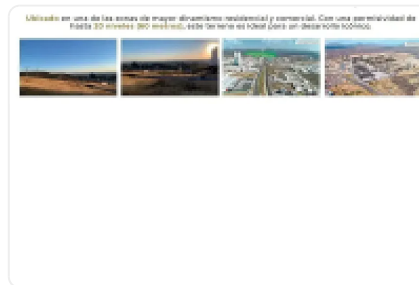 Ubicado en una de las zonas de mayor dinamismo residencial y comercial. Con una permisividad de
hasta 20 niveles (80 metros), este terreno es ideal para un desarrollo icónico.